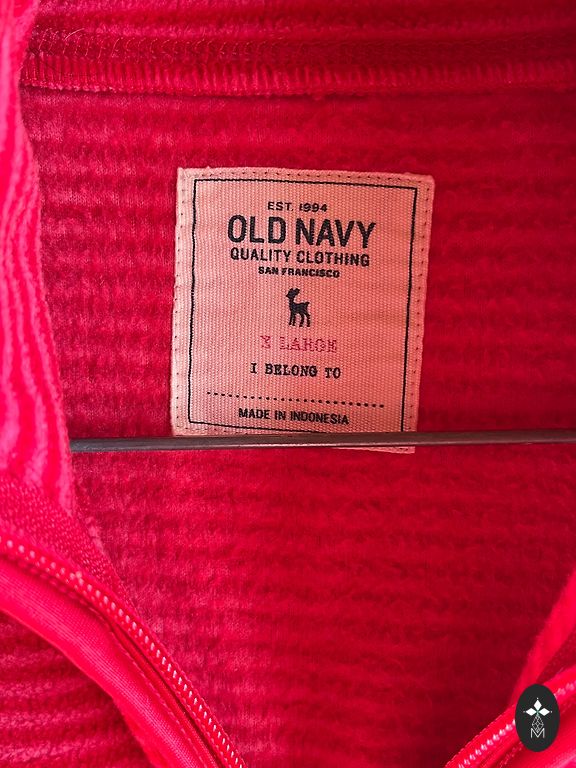 EST. 1994
OLD NAVY
QUALITY CLOTHING
SAN FRANCISCO
X LARGE
I BELONG TO
MADE IN INDONESIA
M